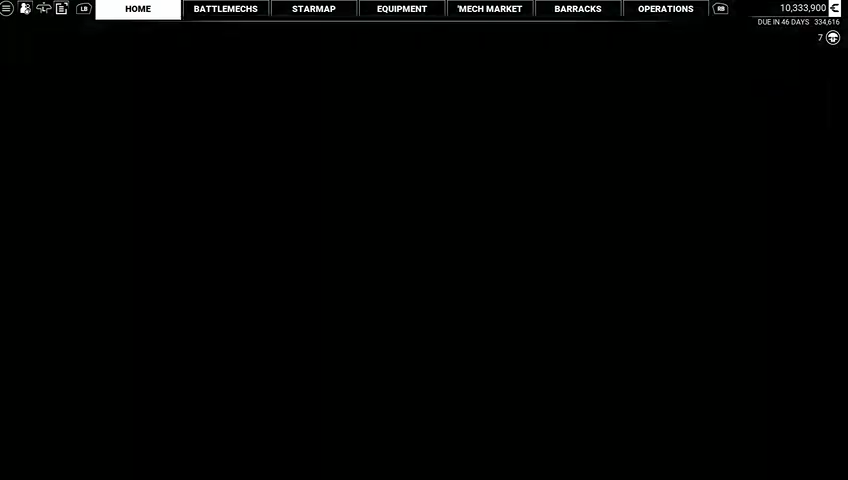 LB HOME BATTLEMECHS STARMAP EQUIPMENT 'MECH MARKET BARRACKS OPERATIONS RB 10,333,900
DUE IN 46 DAYS 334,616
7